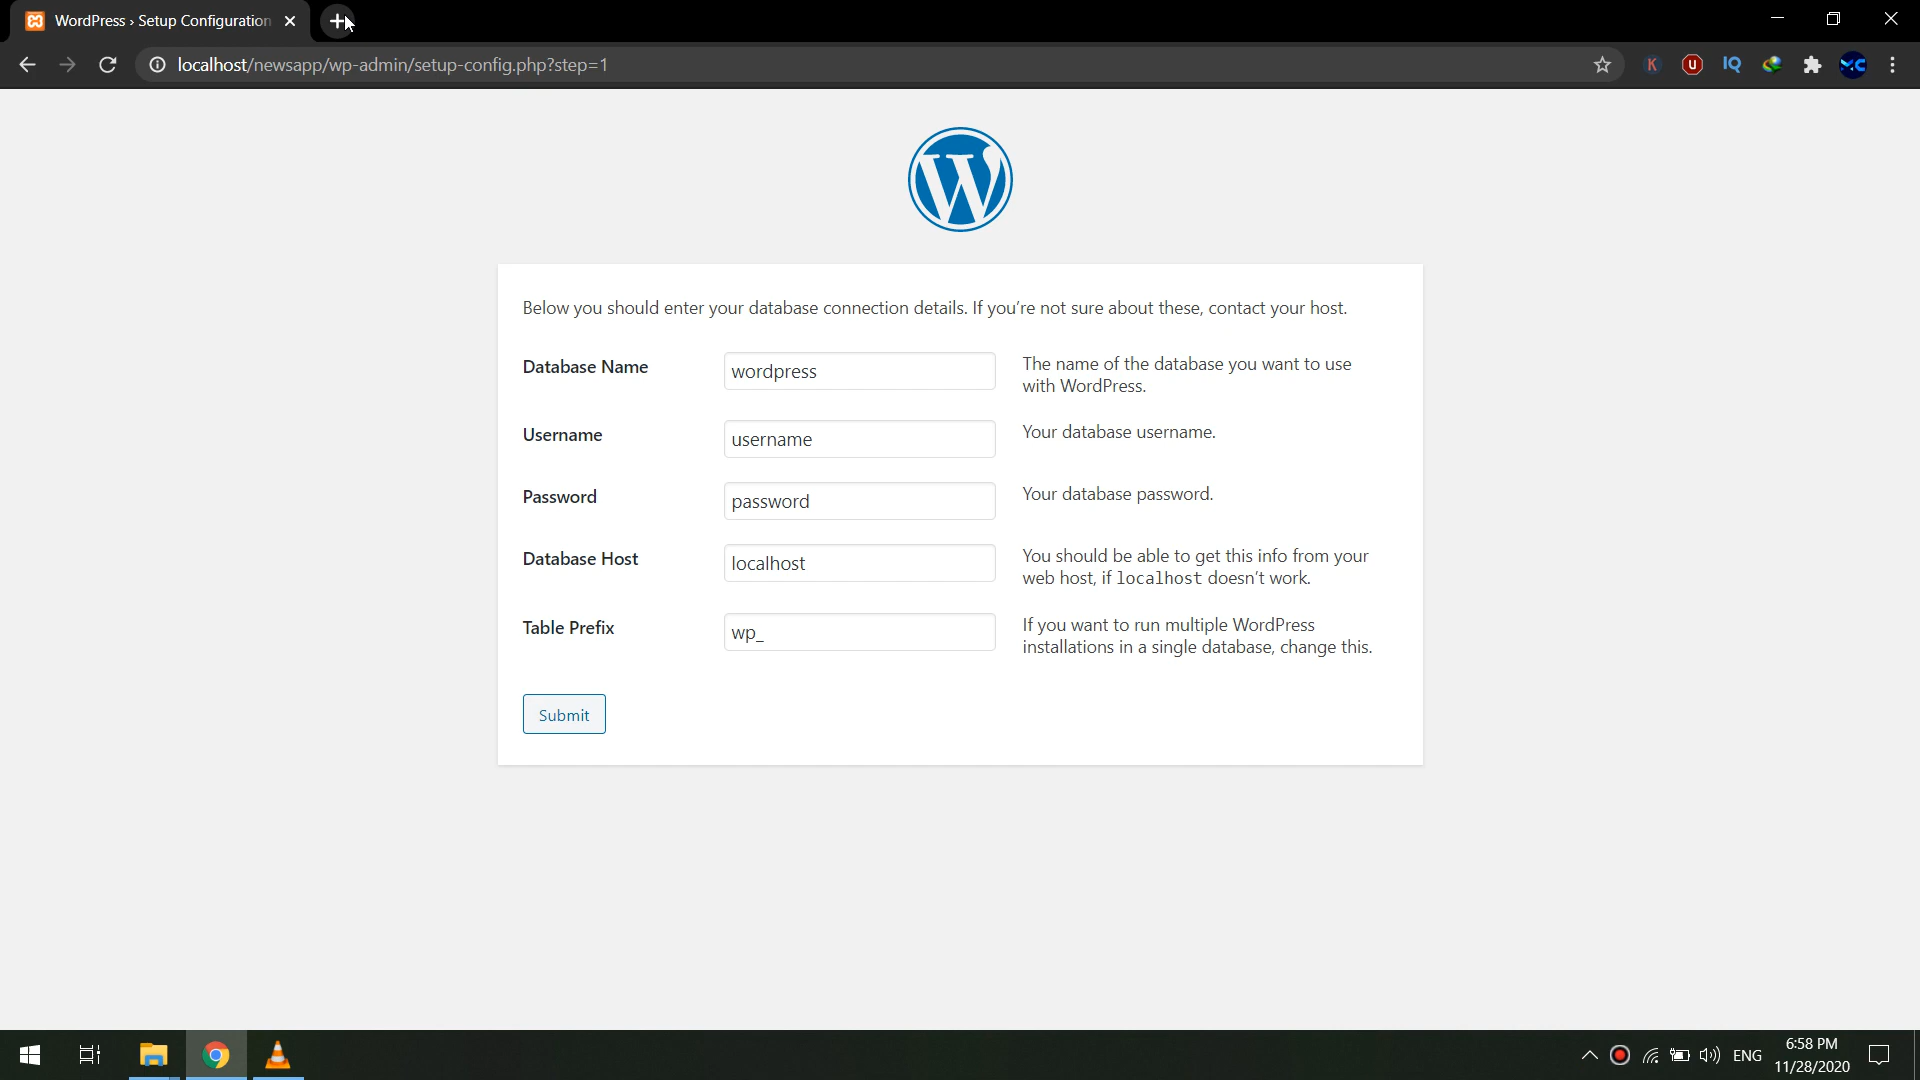 WordPress › Setup Configuration
localhost/newsapp/wp-admin/setup-config.php?step=1
Below you should enter your database connection details. If you're not sure about these, contact your host.
Database Name
wordpress
The name of the database you want to use
with WordPress.
Username
username
Your database username.
Password
password
Your database password.
Database Host
localhost
You should be able to get this info from your
web host, if localhost doesn't work.
Table Prefix
wp_
If you want to run multiple WordPress
installations in a single database, change this.
Submit
ENG
6:58 PM
11/28/2020